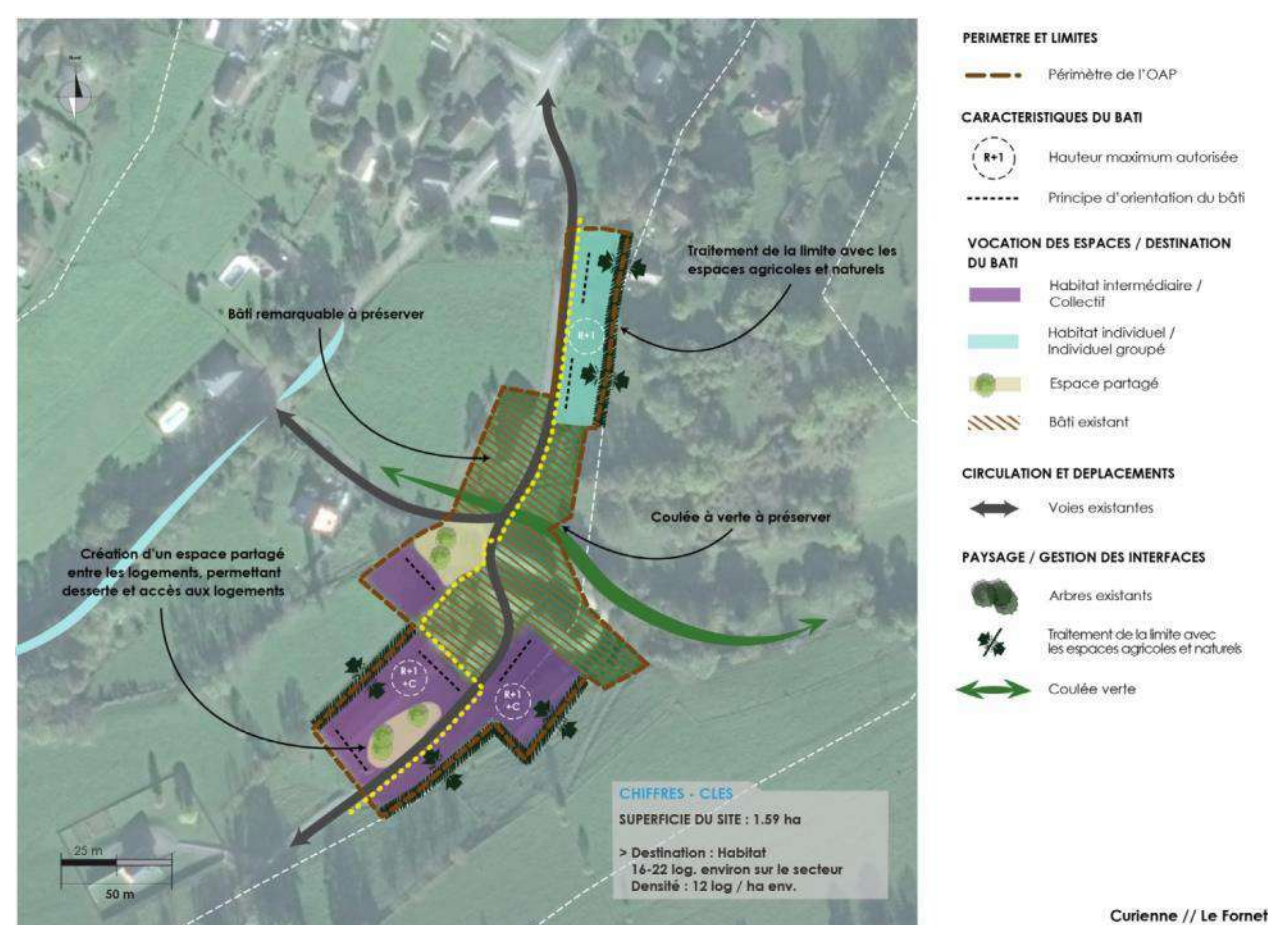 Nord
Traitement de la limite avec les
espaces agricoles et naturels
Bâti remarquable à préserver
R+1
Coulée à verte à préserver
Création d'un espace partagé
entre les logements, permettant
desserte et accès aux logements
R+1
+C
R+1
+C
CHIFFRES - CLES
SUPERFICIE DU SITE : 1.59 ha
> Destination : Habitat
16-22 log. environ sur le secteur
Densité : 12 log / ha env.
25 m
50 m
PERIMETRE ET LIMITES
Périmètre de l'OAP
CARACTERISTIQUES DU BATI
R+1
Hauteur maximum autorisée
Principe d'orientation du bâti
VOCATION DES ESPACES / DESTINATION
DU BATI
Habitat intermédiaire /
Collectif
Habitat individuel /
Individuel groupé
Espace partagé
Bâti existant
CIRCULATION ET DEPLACEMENTS
Voies existantes
PAYSAGE / GESTION DES INTERFACES
Arbres existants
Traitement de la limite avec
les espaces agricoles et naturels
Coulée verte
Curienne // Le Fornet